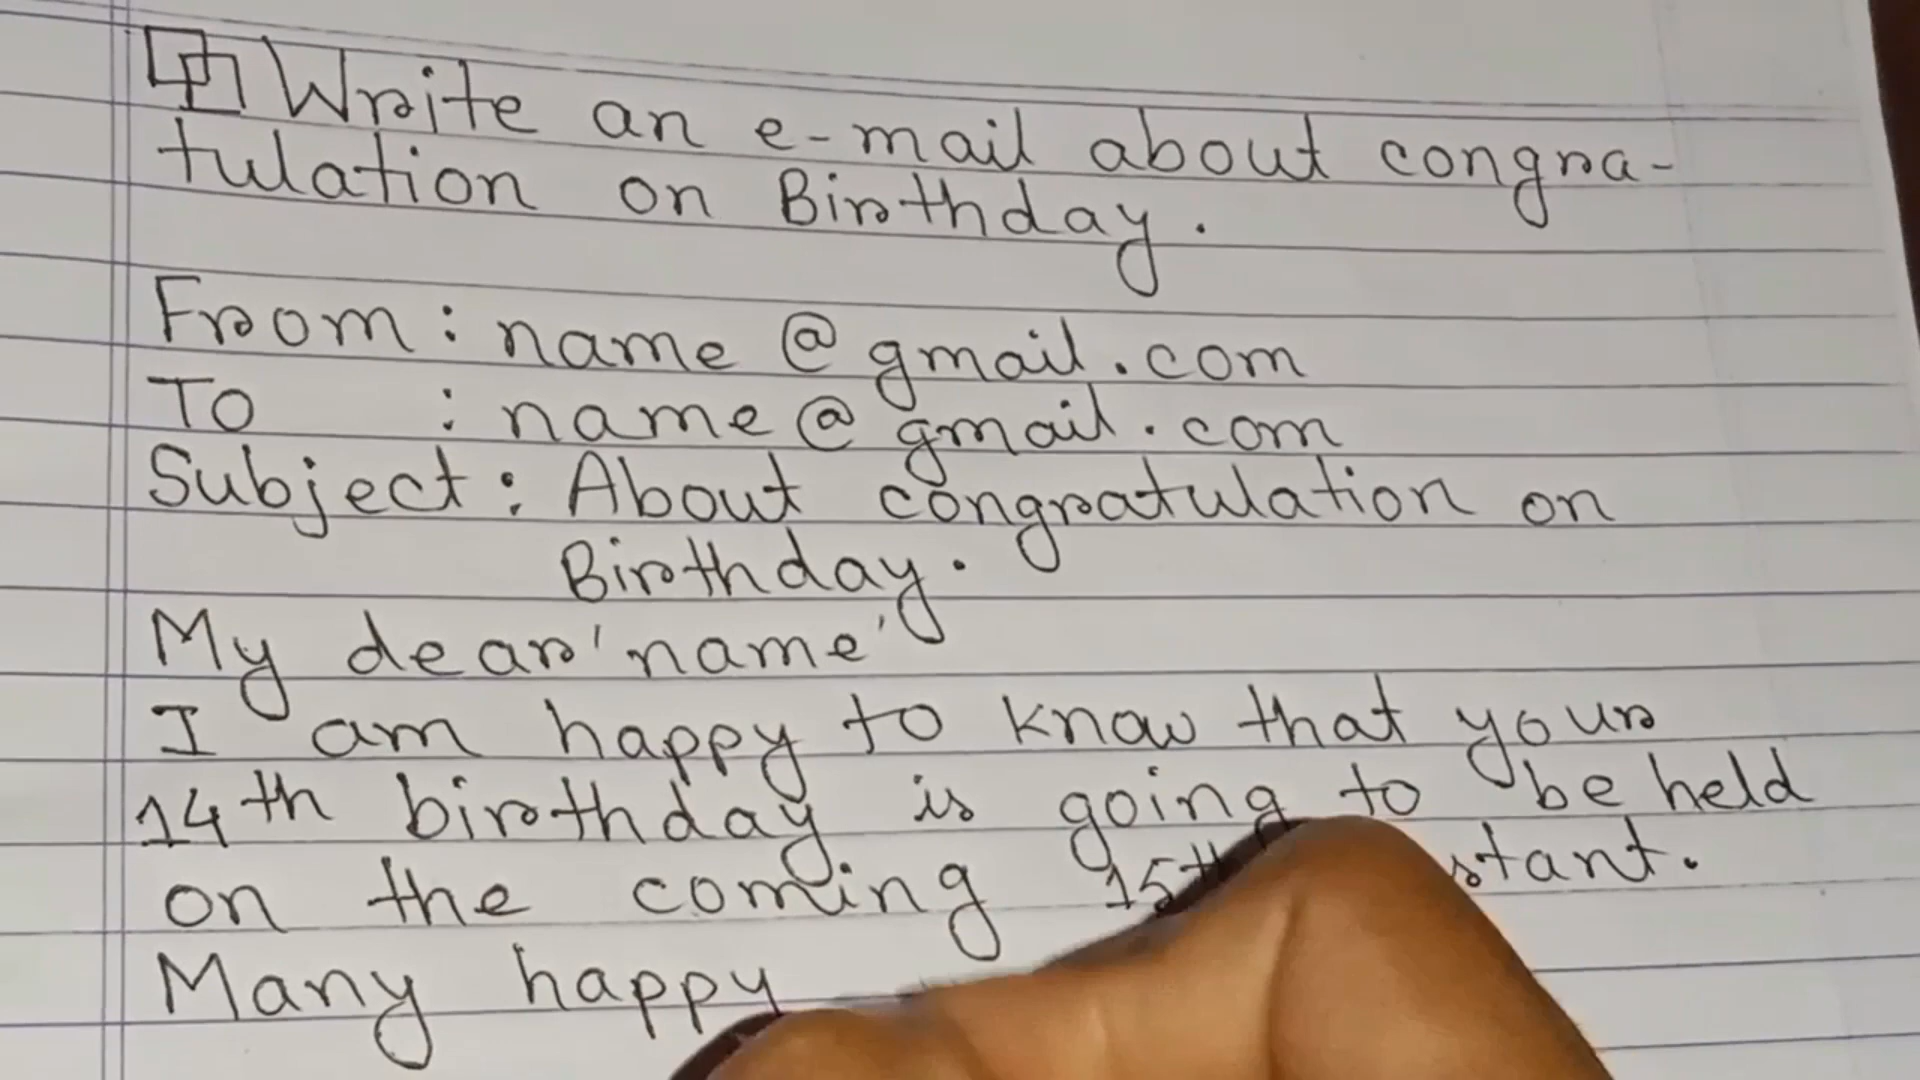 Write an e-mail about congra-
tulation on Birthday.
From : name @ gmail.com
To : name @ gmail.com
Subject : About congratulation on
Birthday.
My dear 'name'
I am happy to know that your
14th birthday is going to be held
on the coming 15th
Many happy